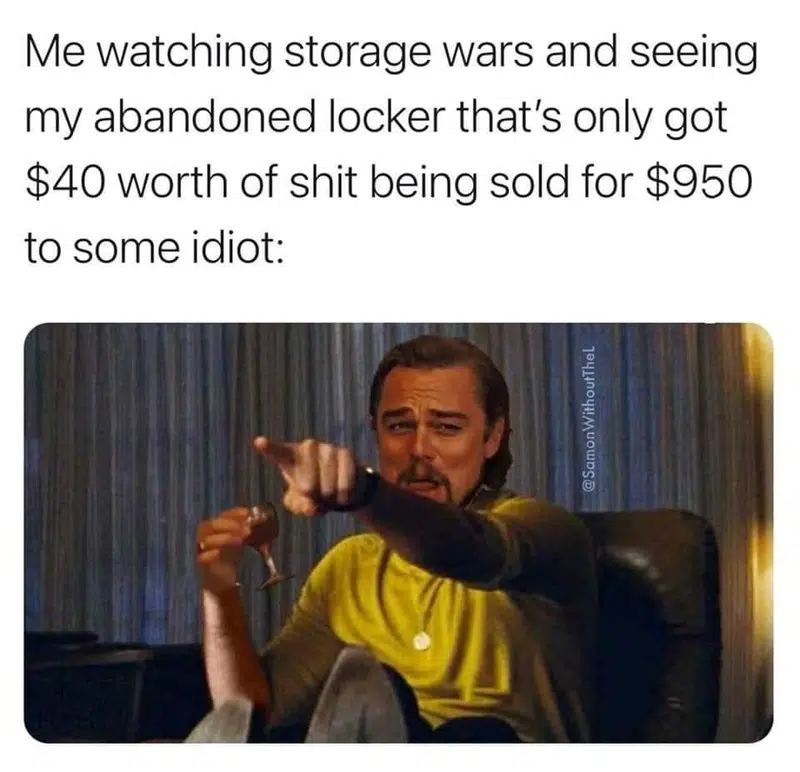 Me watching storage wars and seeing
my abandoned locker that's only got
$40 worth of shit being sold for $950
to some idiot:
@SamonWithoutTheL